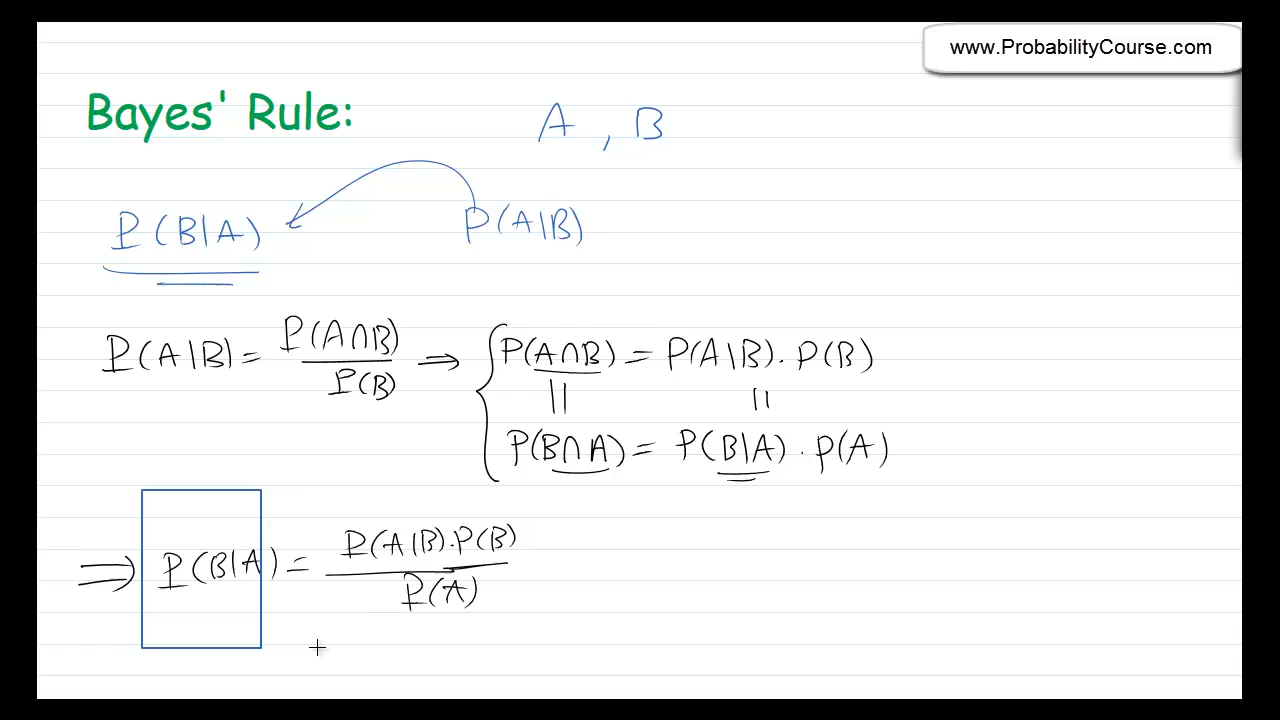 www.ProbabilityCourse.com
Bayes' Rule: A , B
P(B|A) P(A|B)
P(A|B) = P(A∩B) / P(B) ⇒ { P(A∩B) = P(A|B) . P(B)
|| ||
P(B∩A) = P(B|A) . P(A)
⇒ P(B|A) = P(A|B).P(B) / P(A)